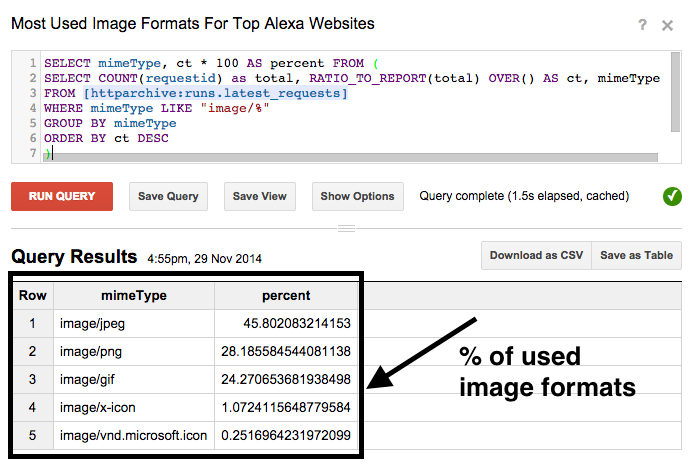 Most Used Image Formats For Top Alexa Websites
? ×
1 SELECT mimeType, ct * 100 AS percent FROM (
2 SELECT COUNT(requestid) as total, RATIO_TO_REPORT(total) OVER() AS ct, mimeType
3 FROM [httparchive:runs.latest_requests]
4 WHERE mimeType LIKE "image/%"
5 GROUP BY mimeType
6 ORDER BY ct DESC
7 )
RUN QUERY Save Query Save View Show Options Query complete (1.5s elapsed, cached)
Query Results 4:55pm, 29 Nov 2014 Download as CSV Save as Table
Row mimeType percent
1 image/jpeg 45.802083214153
2 image/png 28.185584544081138
3 image/gif 24.270653681938498
4 image/x-icon 1.0724115648779584
5 image/vnd.microsoft.icon 0.2516964231972099
% of used
image formats